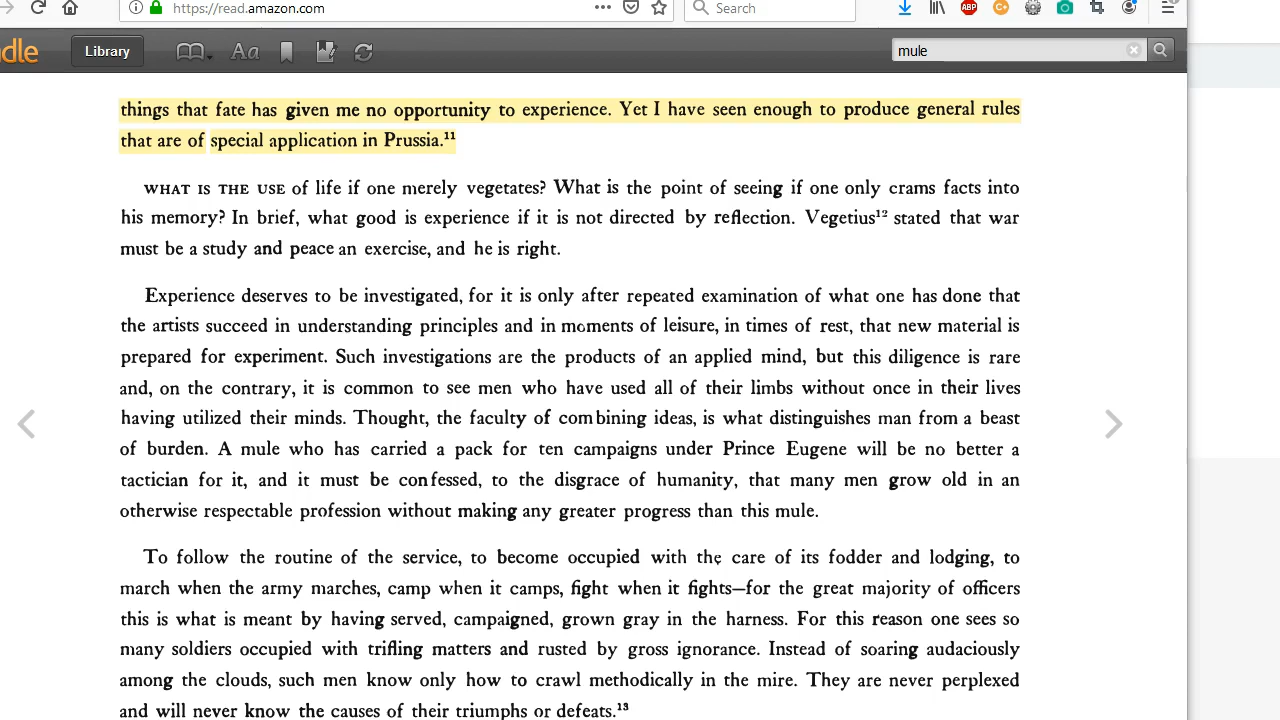 https://read.amazon.com
Search
ABP
dle
Library
Aa
mule
things that fate has given me no opportunity to experience. Yet I have seen enough to produce general rules
that are of special application in Prussia.¹¹
WHAT IS THE USE of life if one merely vegetates? What is the point of seeing if one only crams facts into
his memory? In brief, what good is experience if it is not directed by reflection. Vegetius¹² stated that war
must be a study and peace an exercise, and he is right.
Experience deserves to be investigated, for it is only after repeated examination of what one has done that
the artists succeed in understanding principles and in moments of leisure, in times of rest, that new material is
prepared for experiment. Such investigations are the products of an applied mind, but this diligence is rare
and, on the contrary, it is common to see men who have used all of their limbs without once in their lives
having utilized their minds. Thought, the faculty of combining ideas, is what distinguishes man from a beast
of burden. A mule who has carried a pack for ten campaigns under Prince Eugene will be no better a
tactician for it, and it must be confessed, to the disgrace of humanity, that many men grow old in an
otherwise respectable profession without making any greater progress than this mule.
To follow the routine of the service, to become occupied with the care of its fodder and lodging, to
march when the army marches, camp when it camps, fight when it fights—for the great majority of officers
this is what is meant by having served, campaigned, grown gray in the harness. For this reason one sees so
many soldiers occupied with trifling matters and rusted by gross ignorance. Instead of soaring audaciously
among the clouds, such men know only how to crawl methodically in the mire. They are never perplexed
and will never know the causes of their triumphs or defeats.¹³